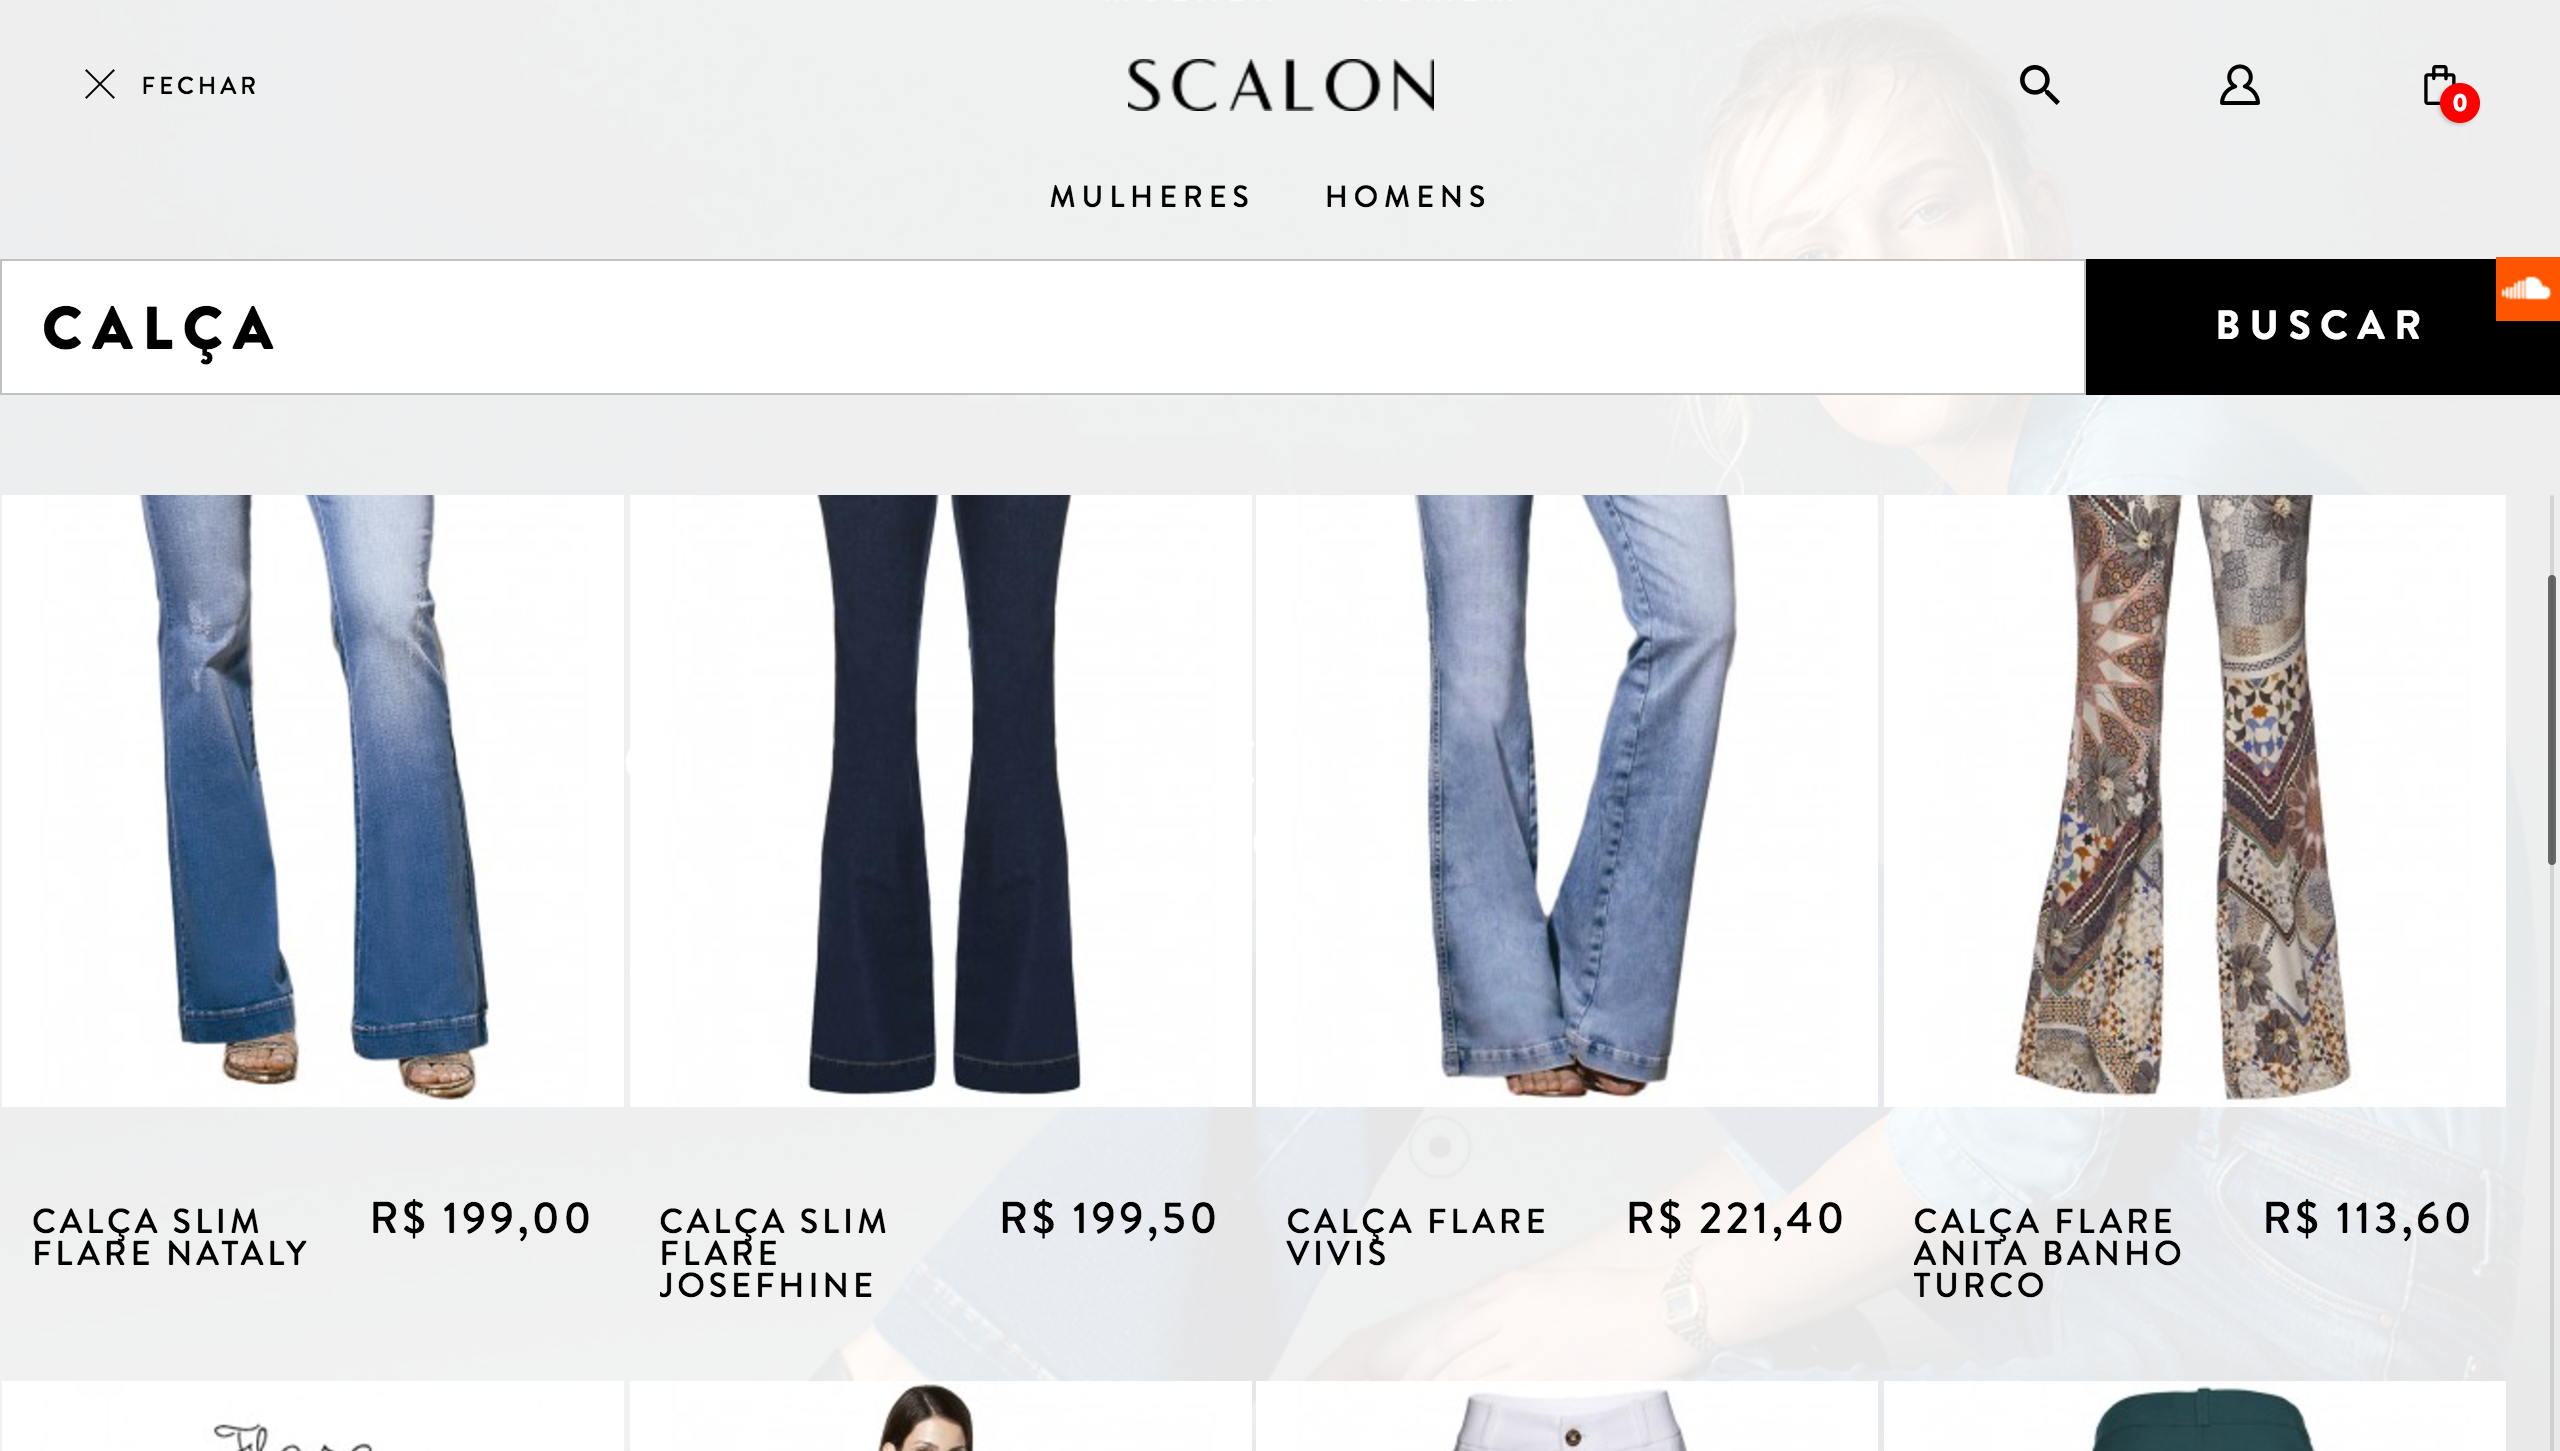 FECHAR
SCALON
0
MULHERES HOMENS
CALÇA
BUSCAR
CALÇA SLIM
FLARE NATALY
R$ 199,00
CALÇA SLIM
FLARE
JOSEFHINE
R$ 199,50
CALÇA FLARE
VIVIS
R$ 221,40
CALÇA FLARE
ANITA BANHO
TURCO
R$ 113,60